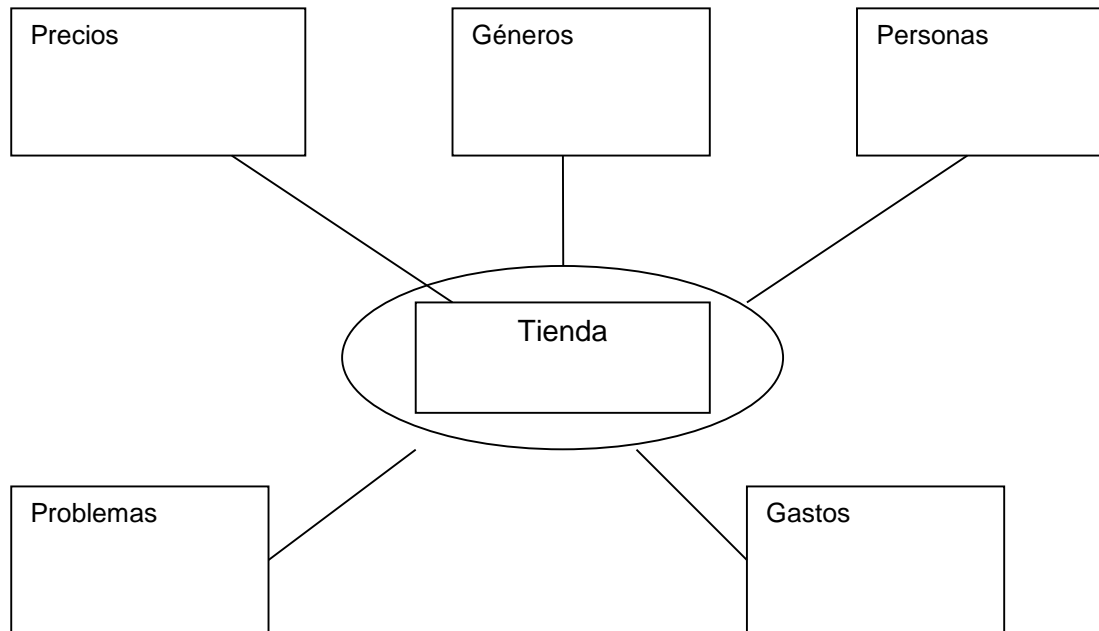 Precios
Géneros
Personas
Tienda
Problemas
Gastos